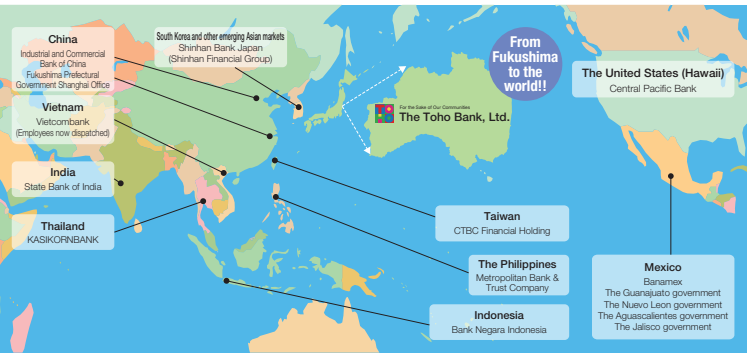 China
Industrial and Commercial
Bank of China
Fukushima Prefectural
Government Shanghai Office
South Korea and other emerging Asian markets
Shinhan Bank Japan
(Shinhan Financial Group)
From
Fukushima
to the
world!!
The United States (Hawaii)
Central Pacific Bank
Vietnam
Vietcombank
(Employees now dispatched)
For the Sake of Our Communities
The Toho Bank, Ltd.
India
State Bank of India
Thailand
KASIKORNBANK
Taiwan
CTBC Financial Holding
The Philippines
Metropolitan Bank &
Trust Company
Indonesia
Bank Negara Indonesia
Mexico
Banamex
The Guanajuato government
The Nuevo Leon government
The Aguascalientes government
The Jalisco government